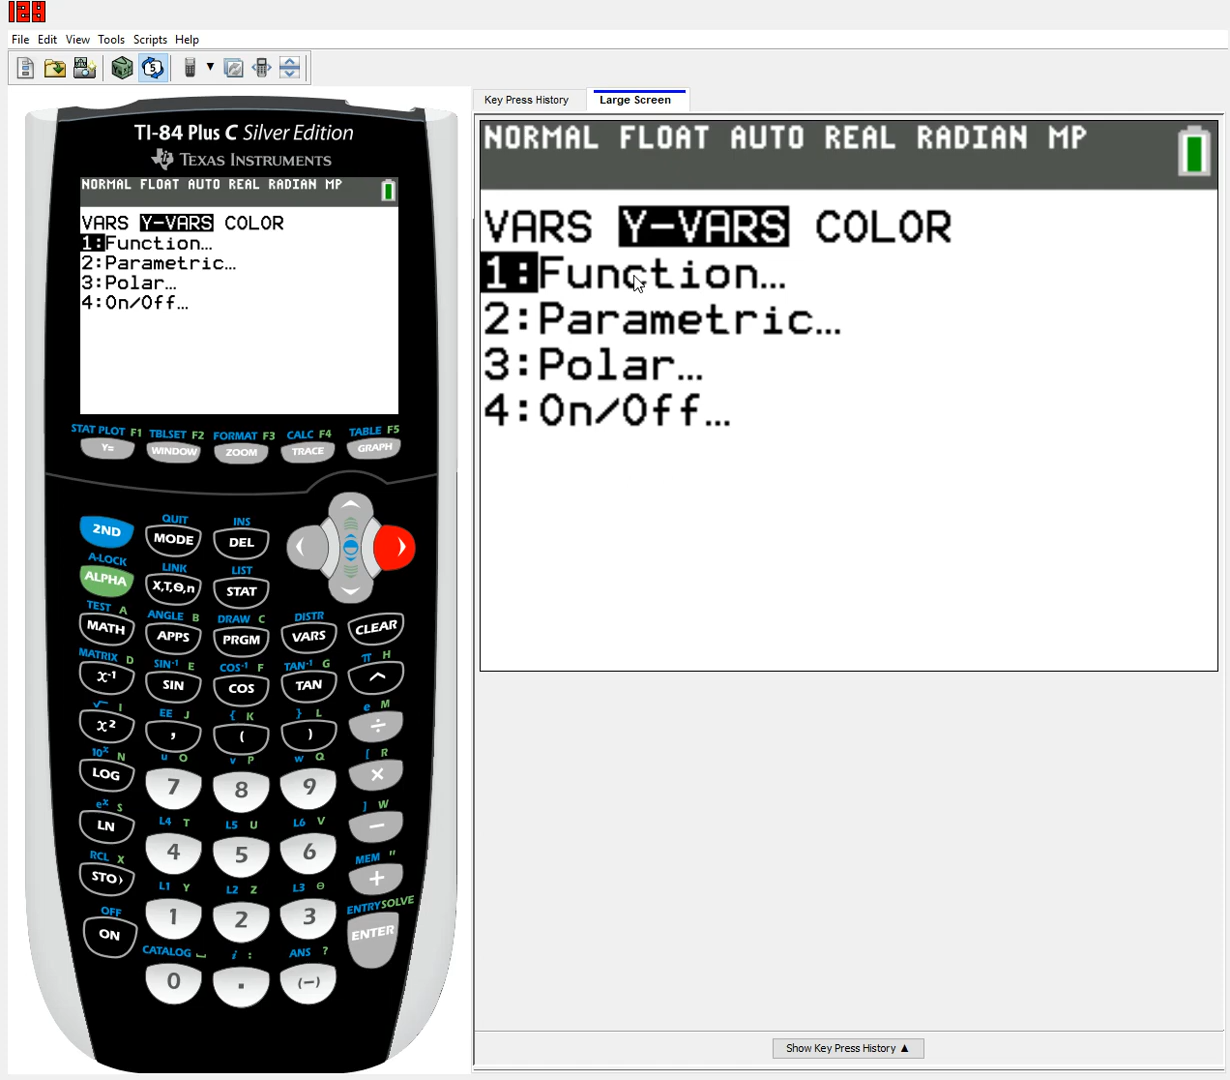 128
File Edit View Tools Scripts Help
5
Key Press History Large Screen
TI-84 Plus C Silver Edition
TEXAS INSTRUMENTS
NORMAL FLOAT AUTO REAL RADIAN MP
VARS Y-VARS COLOR
1:Function…
2:Parametric…
3:Polar…
4:On/Off…
NORMAL FLOAT AUTO REAL RADIAN MP
VARS Y-VARS COLOR
1:Function…
2:Parametric…
3:Polar…
4:On/Off…
STAT PLOT F1 TBLSET F2 FORMAT F3 CALC F4 TABLE F5
Y= WINDOW ZOOM TRACE GRAPH
QUIT INS
2ND MODE DEL
A-LOCK LINK LIST
ALPHA X,T,Θ,n STAT
TEST A ANGLE B DRAW C DISTR
MATH APPS PRGM VARS CLEAR
MATRIX D SIN⁻¹ E COS⁻¹ F TAN⁻¹ G π H
x⁻¹ SIN COS TAN ^
√ I EE J { K } L e M
x² , ( ) ÷
10ˣ N u O v P w Q [ R
LOG 7 8 9 ×
eˣ S L4 T L5 U L6 V ] W
LN 4 5 6 −
RCL X L1 Y L2 Z L3 Θ MEM "
STO› 1 2 3 +
OFF CATALOG i : ANS ? ENTRY SOLVE
ON 0 . (−) ENTER
Show Key Press History ▲